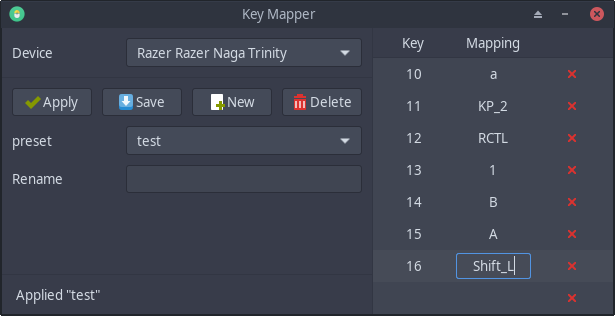 Key Mapper
Device
Razer Razer Naga Trinity
Apply
Save
New
Delete
preset
test
Rename
Applied "test"
Key Mapping
10 a
11 KP_2
12 RCTL
13 1
14 B
15 A
16 Shift_L